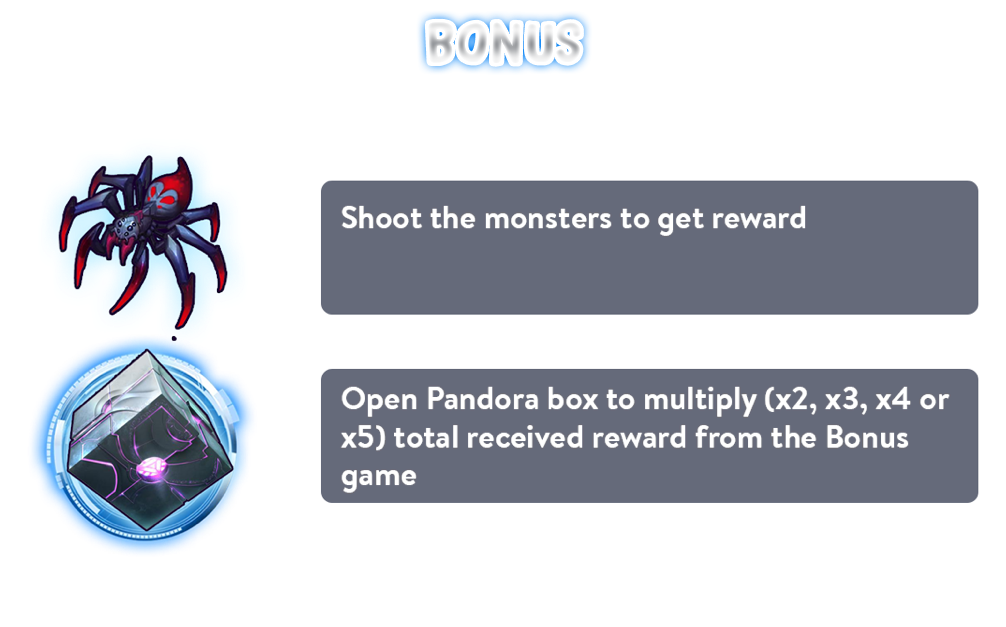 BONUS
Shoot the monsters to get reward
Open Pandora box to multiply (x2, x3, x4 or
x5) total received reward from the Bonus
game